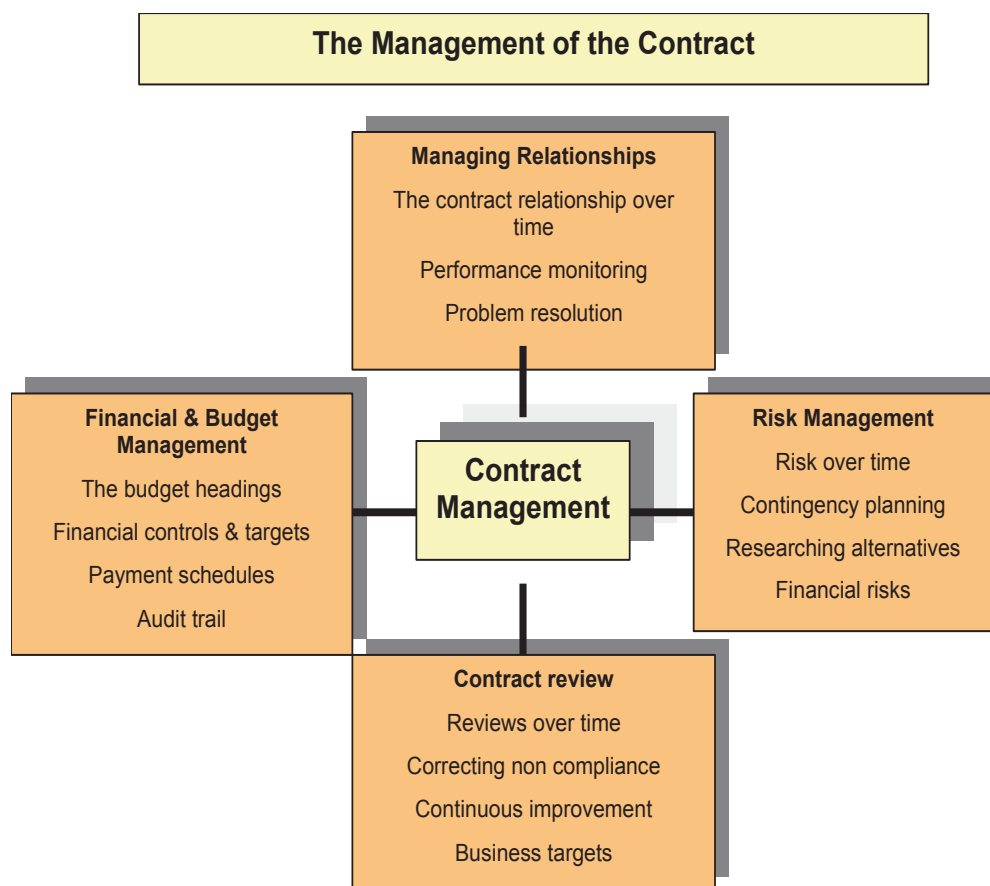 The Management of the Contract
Managing Relationships
The contract relationship over
time
Performance monitoring
Problem resolution
Financial & Budget
Management
The budget headings
Financial controls & targets
Payment schedules
Audit trail
Contract
Management
Risk Management
Risk over time
Contingency planning
Researching alternatives
Financial risks
Contract review
Reviews over time
Correcting non compliance
Continuous improvement
Business targets